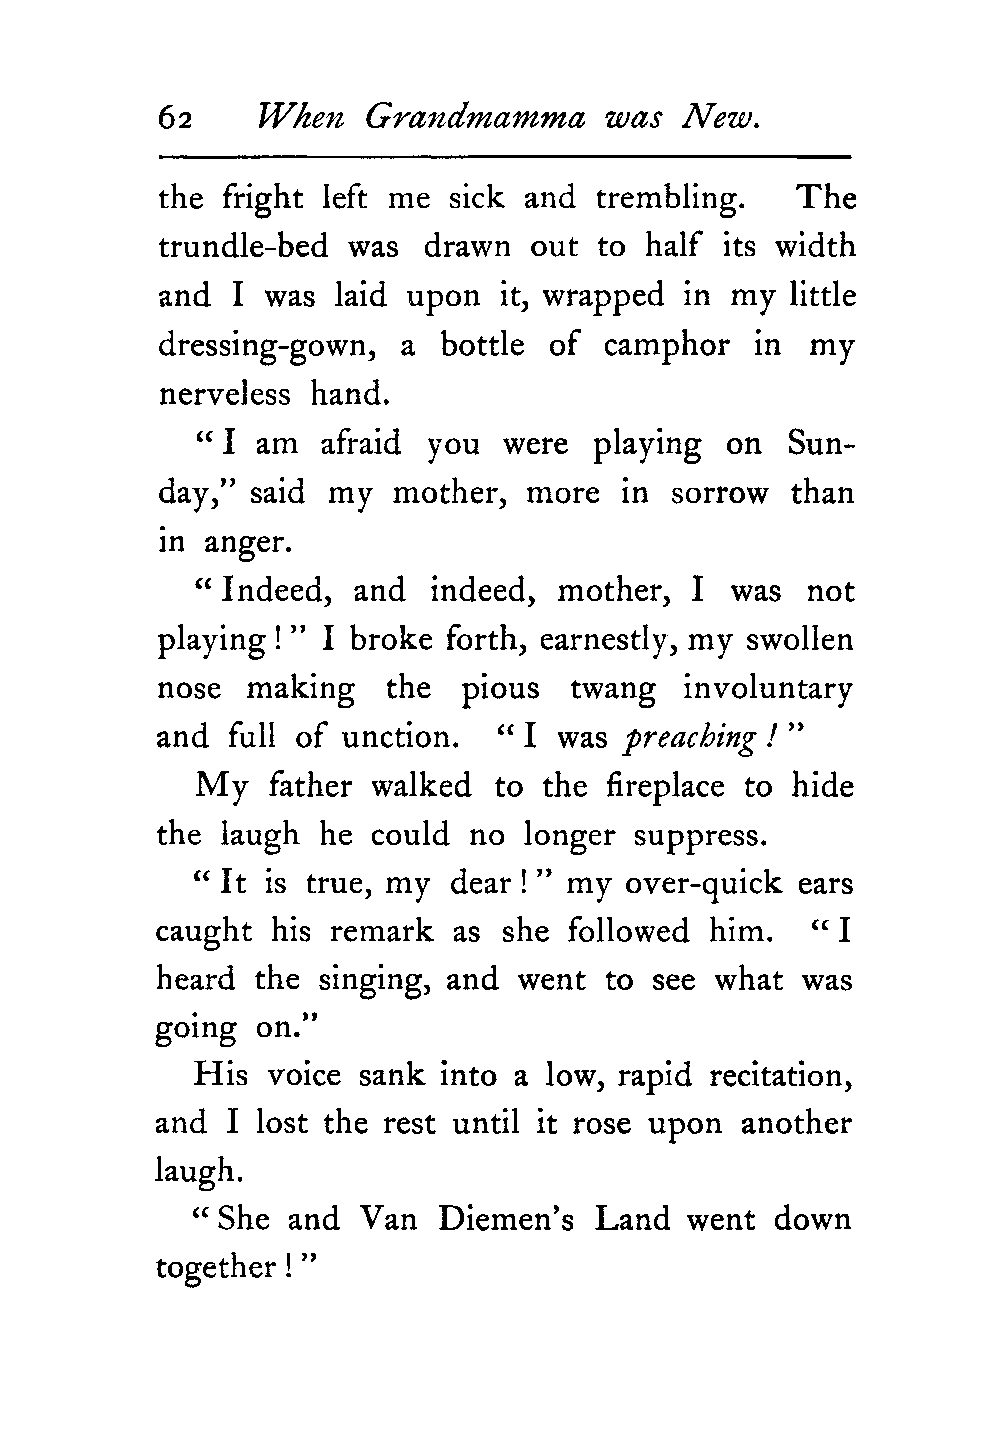 62 When Grandmamma was New.
the fright left me sick and trembling. The
trundle-bed was drawn out to half its width
and I was laid upon it, wrapped in my little
dressing-gown, a bottle of camphor in my
nerveless hand.
“ I am afraid you were playing on Sun-
day,” said my mother, more in sorrow than
in anger.
“ Indeed, and indeed, mother, I was not
playing ! ” I broke forth, earnestly, my swollen
nose making the pious twang involuntary
and full of unction. “ I was preaching ! ”
My father walked to the fireplace to hide
the laugh he could no longer suppress.
“ It is true, my dear ! ” my over-quick ears
caught his remark as she followed him. “ I
heard the singing, and went to see what was
going on.”
His voice sank into a low, rapid recitation,
and I lost the rest until it rose upon another
laugh.
“ She and Van Diemen’s Land went down
together ! ”